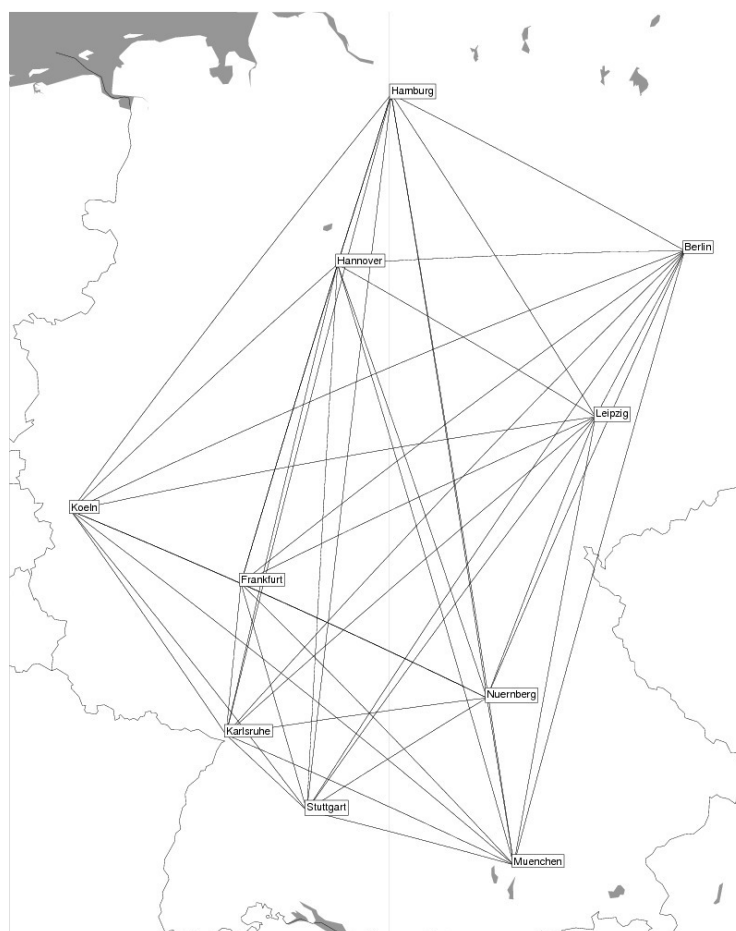 Hamburg
Berlin
Hannover
Leipzig
Koeln
Frankfurt
Nuernberg
Karlsruhe
Stuttgart
Muenchen